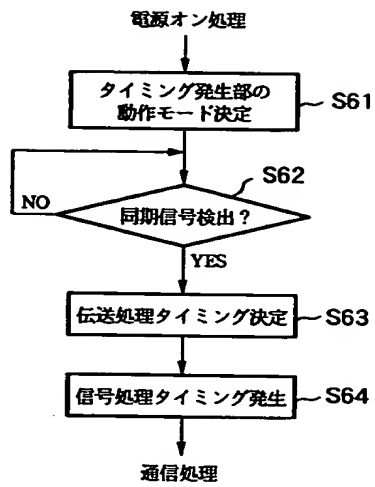 電源オン処理
タイミング発生部の
動作モード決定
S61
S62
同期信号検出?
NO
YES
伝送処理タイミング決定
S63
信号処理タイミング発生
S64
通信処理